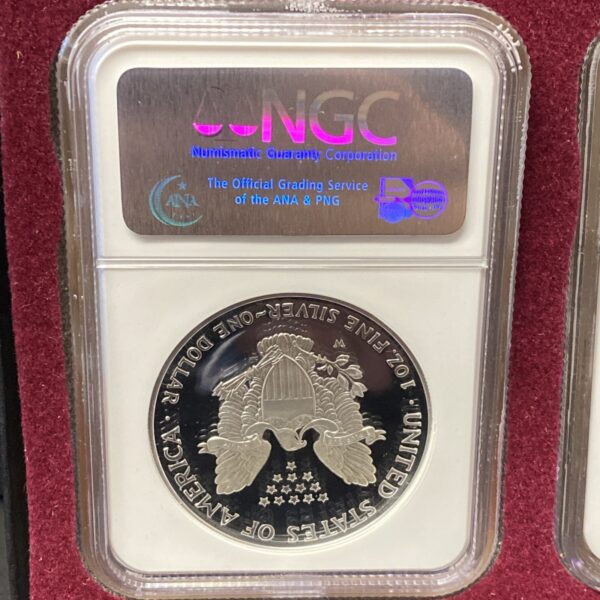 NGC
Numismatic Guaranty Corporation
The Official Grading Service
of the ANA & PNG
ANA
UNITED STATES OF AMERICA
1 OZ. FINE SILVER~ONE DOLLAR
W